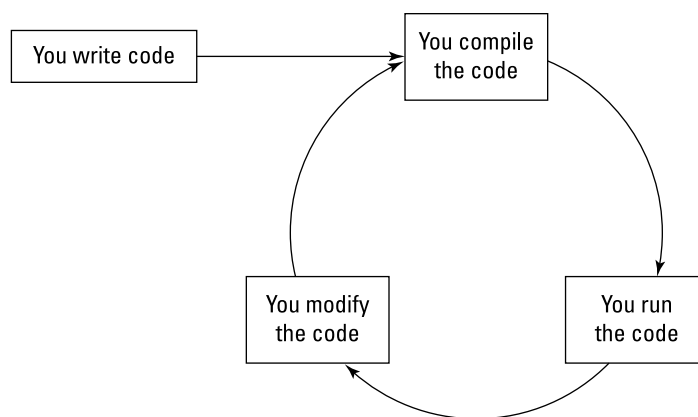 You write code
You compile
the code
You modify
the code
You run
the code